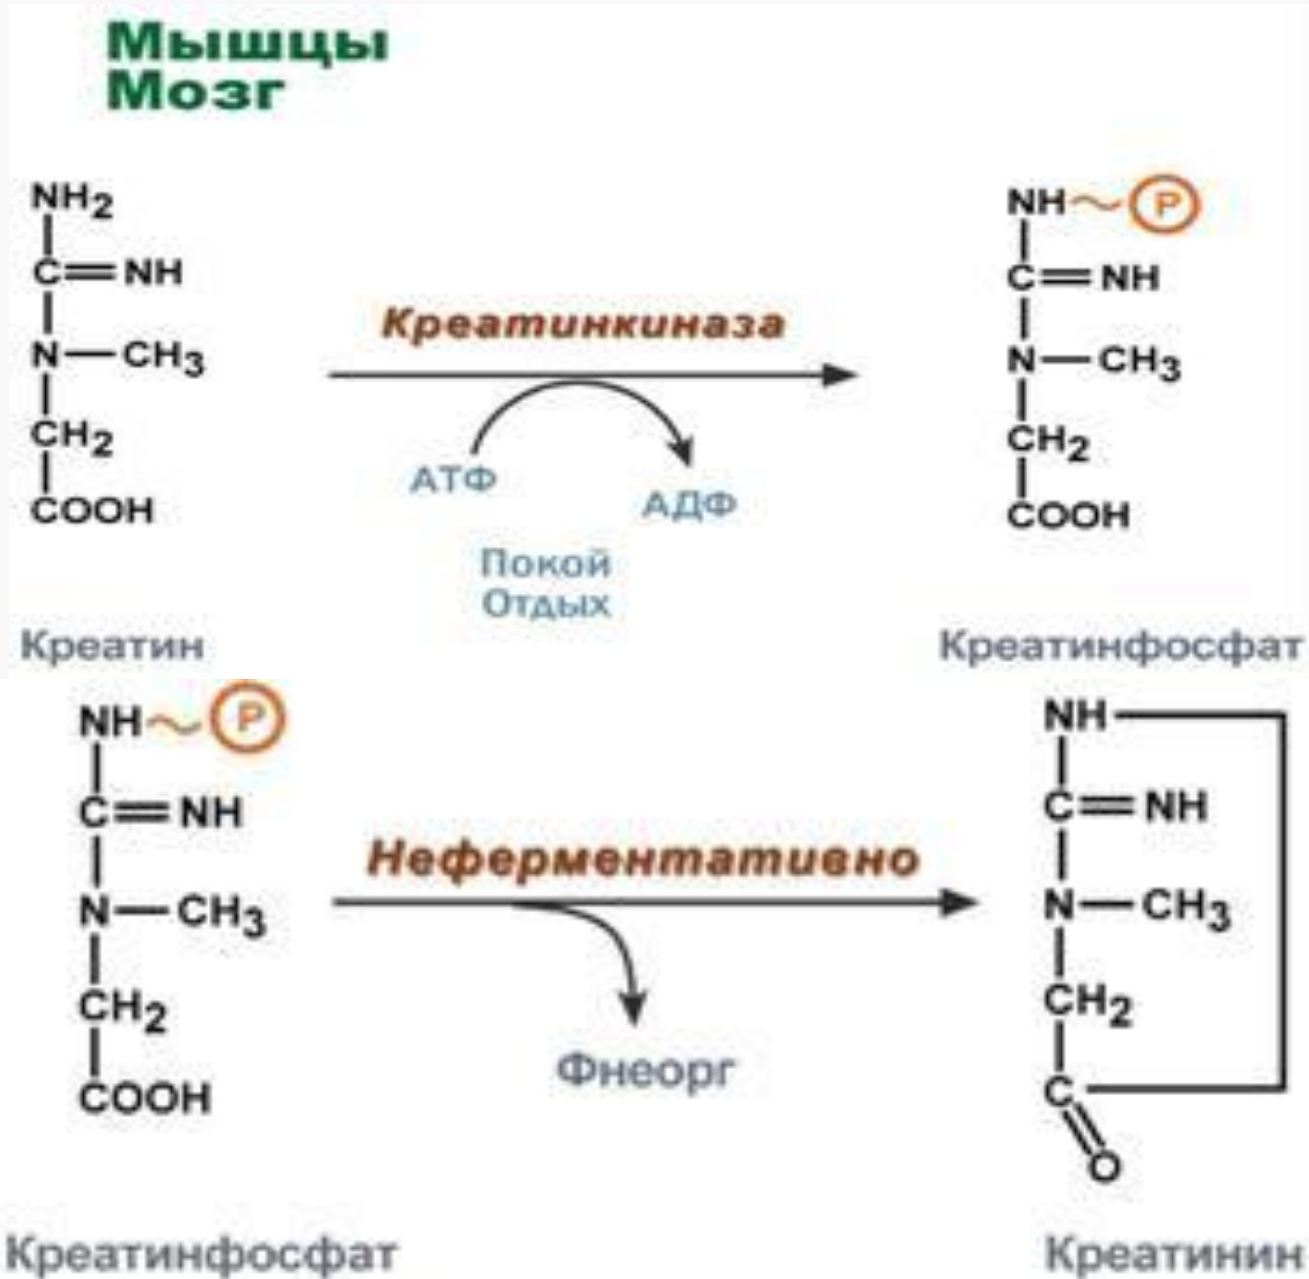 Мышцы
Мозг
NH2
C=NH
N—CH3
CH2
COOH
Креатин
Креатинкиназа
АТФ
АДФ
Покой
Отдых
NH~P
C=NH
N—CH3
CH2
COOH
Креатинфосфат
NH~P
C=NH
N—CH3
CH2
COOH
Креатинфосфат
Неферментативно
Фнеорг
NH
C=NH
N—CH3
CH2
C
O
Креатинин